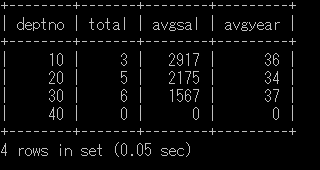 +--------+-------+--------+---------+
| deptno | total | avgsal | avgyear |
+--------+-------+--------+---------+
|     10 |     3 |   2917 |      36 |
|     20 |     5 |   2175 |      34 |
|     30 |     6 |   1567 |      37 |
|     40 |     0 |      0 |       0 |
+--------+-------+--------+---------+
4 rows in set (0.05 sec)